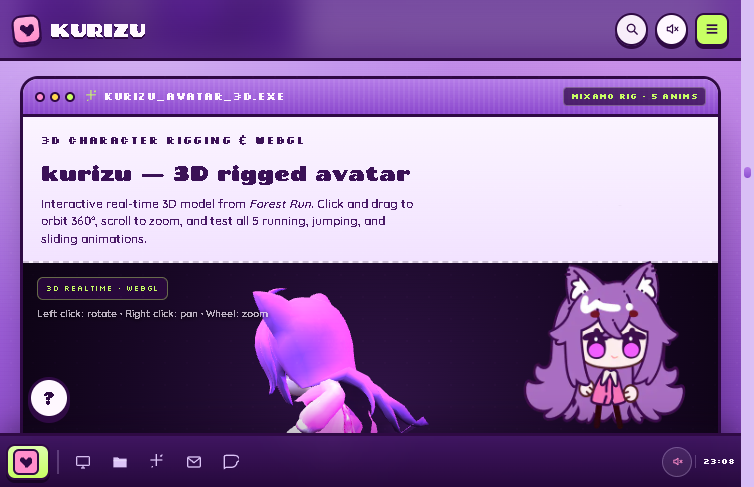 KURIZU
KURIZU_AVATAR_3D.EXE
MIXAMO RIG · 5 ANIMS
3D CHARACTER RIGGING & WEBGL
kurizu — 3D rigged avatar
Interactive real-time 3D model from Forest Run. Click and drag to
orbit 360°, scroll to zoom, and test all 5 running, jumping, and
sliding animations.
3D REALTIME · WEBGL
Left click: rotate · Right click: pan · Wheel: zoom
?
23:08